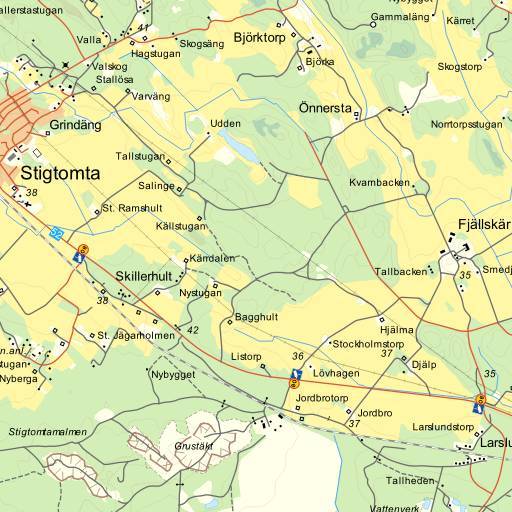 Valla
41
Skogsäng
Hagstugan
Björktorp
Gammaläng
Kärret
Valskog
Stallösa
Björka
Skogstorp
Varväng
Önnersta
Grindäng
Udden
Norrtorpsstugan
Tallstugan
Stigtomta
38
Salinge
Kvarnbacken
St. Ramshult
Källstugan
Fjällskär
52
Kärrdalen
Skillerhult
Tallbacken
Smedj
38
Nystugan
35
Bagghult
42
Hjälma
St. Jägarholmen
Stockholmstorp
Listorp
36
37
Djälp
Nyberga
Nybygget
Lövhagen
35
Jordbrotorp
Jordbro
Stigtomtamalmen
37
Larslundstorp
Grustäkt
Larslu
Tallheden
Vattenverk